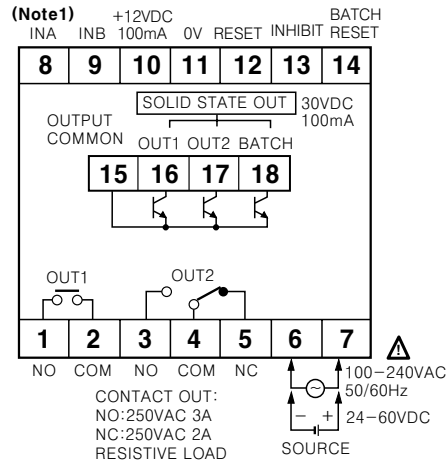 (Note1)
INA INB +12VDC 100mA 0V RESET INHIBIT BATCH RESET
8 9 10 11 12 13 14
SOLID STATE OUT 30VDC 100mA
OUTPUT COMMON
OUT1 OUT2 BATCH
15 16 17 18
OUT1 OUT2
1 2 3 4 5 6 7
NO COM NO COM NC
100-240VAC
50/60Hz
24-60VDC
- +
SOURCE
CONTACT OUT:
NO:250VAC 3A
NC:250VAC 2A
RESISTIVE LOAD